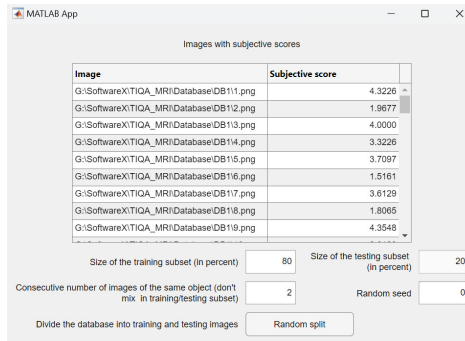 MATLAB App
Images with subjective scores
Image Subjective score
G:\SoftwareX\TIQA_MRI\Database\DB1\1.png 4.3226
G:\SoftwareX\TIQA_MRI\Database\DB1\2.png 1.9677
G:\SoftwareX\TIQA_MRI\Database\DB1\3.png 4.0000
G:\SoftwareX\TIQA_MRI\Database\DB1\4.png 3.3226
G:\SoftwareX\TIQA_MRI\Database\DB1\5.png 3.7097
G:\SoftwareX\TIQA_MRI\Database\DB1\6.png 1.5161
G:\SoftwareX\TIQA_MRI\Database\DB1\7.png 3.6129
G:\SoftwareX\TIQA_MRI\Database\DB1\8.png 1.8065
G:\SoftwareX\TIQA_MRI\Database\DB1\9.png 4.3548
Size of the training subset (in percent) 80
Size of the testing subset
(in percent) 20
Consecutive number of images of the same object (don't
mix in training/testing subset) 2
Random seed 0
Divide the database into training and testing images
Random split